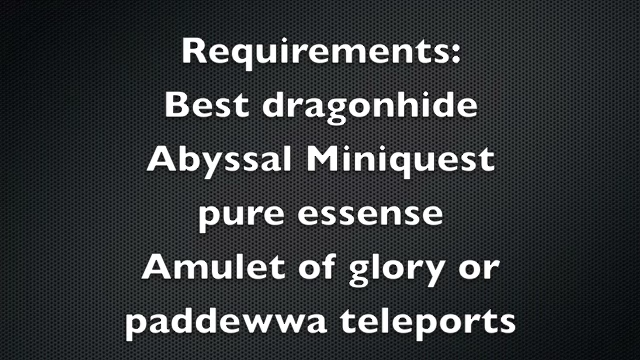 Requirements:
Best dragonhide
Abyssal Miniquest
pure essense
Amulet of glory or
paddewwa teleports